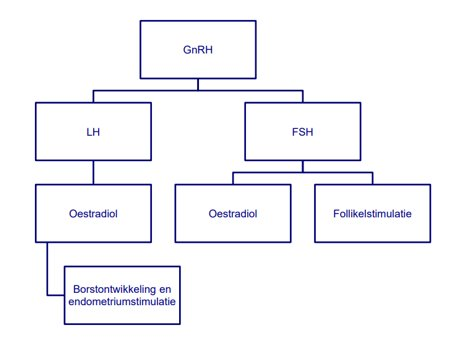 GnRH
LH
FSH
Oestradiol
Oestradiol
Follikelstimulatie
Borstontwikkeling en
endometriumstimulatie